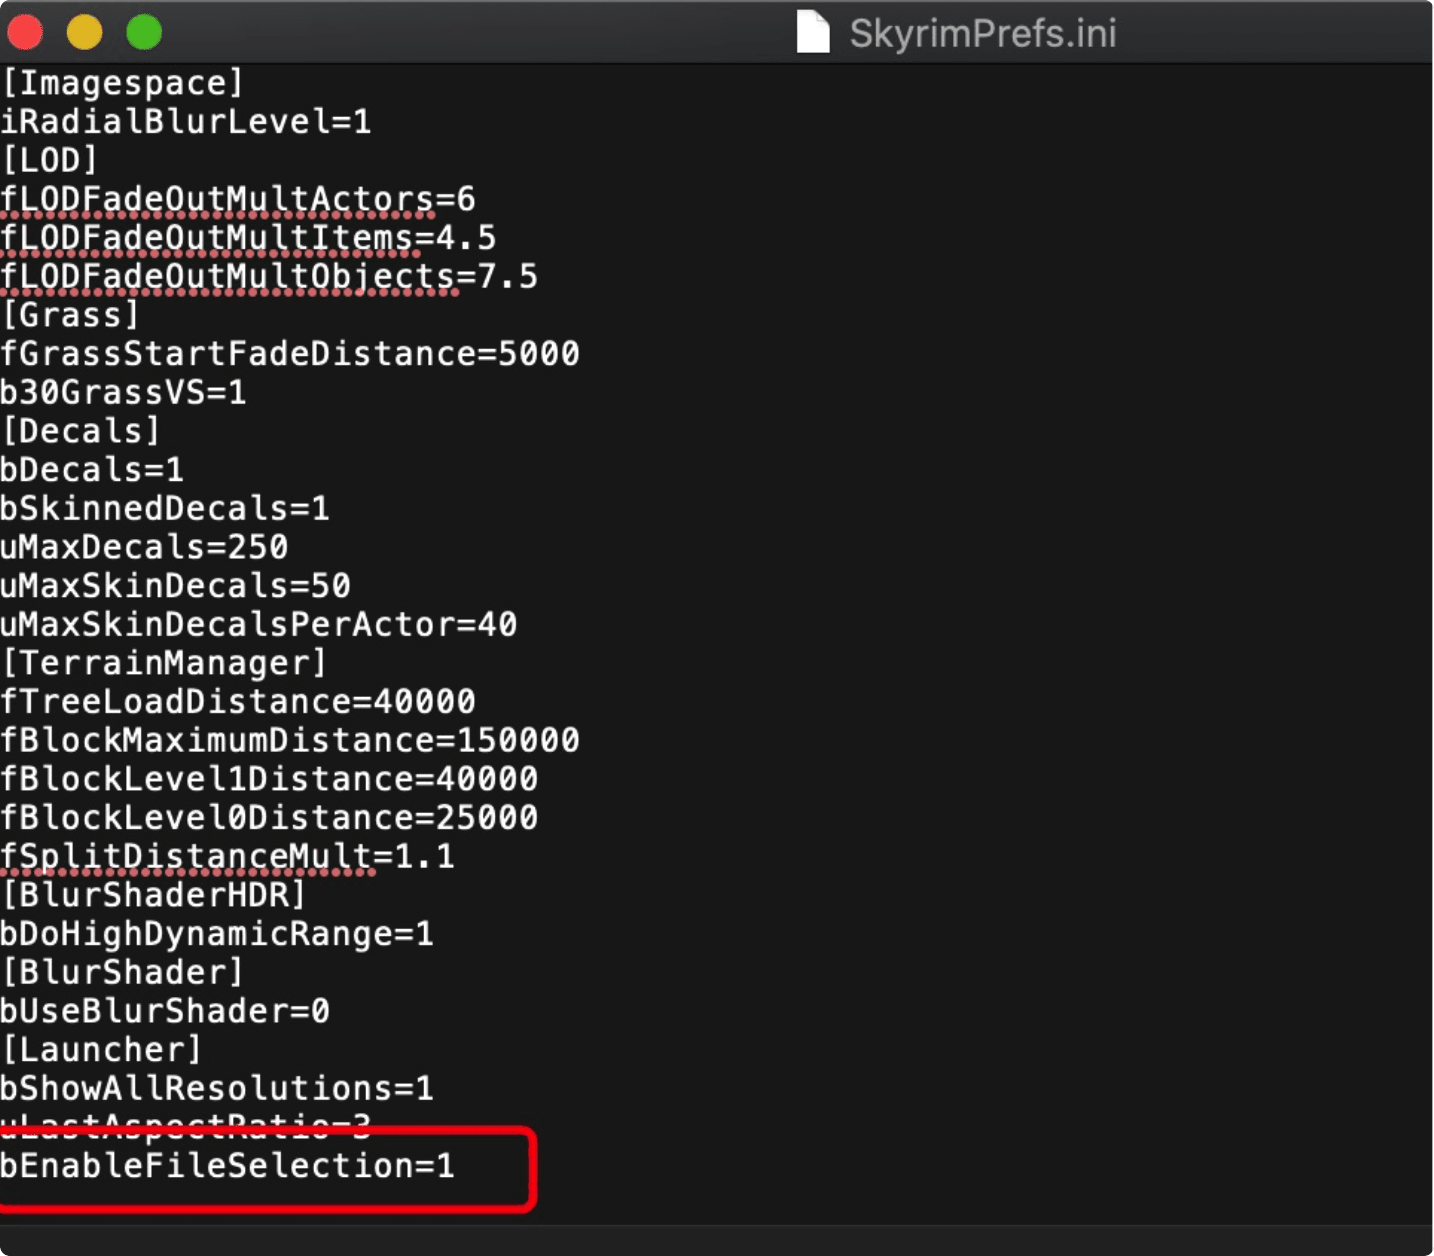 SkyrimPrefs.ini
[Imagespace]
iRadialBlurLevel=1
[LOD]
fLODFadeOutMultActors=6
fLODFadeOutMultItems=4.5
fLODFadeOutMultObjects=7.5
[Grass]
fGrassStartFadeDistance=5000
b30GrassVS=1
[Decals]
bDecals=1
bSkinnedDecals=1
uMaxDecals=250
uMaxSkinDecals=50
uMaxSkinDecalsPerActor=40
[TerrainManager]
fTreeLoadDistance=40000
fBlockMaximumDistance=150000
fBlockLevel1Distance=40000
fBlockLevel0Distance=25000
fSplitDistanceMult=1.1
[BlurShaderHDR]
bDoHighDynamicRange=1
[BlurShader]
bUseBlurShader=0
[Launcher]
bShowAllResolutions=1
uLastAspectRatio=3
bEnableFileSelection=1